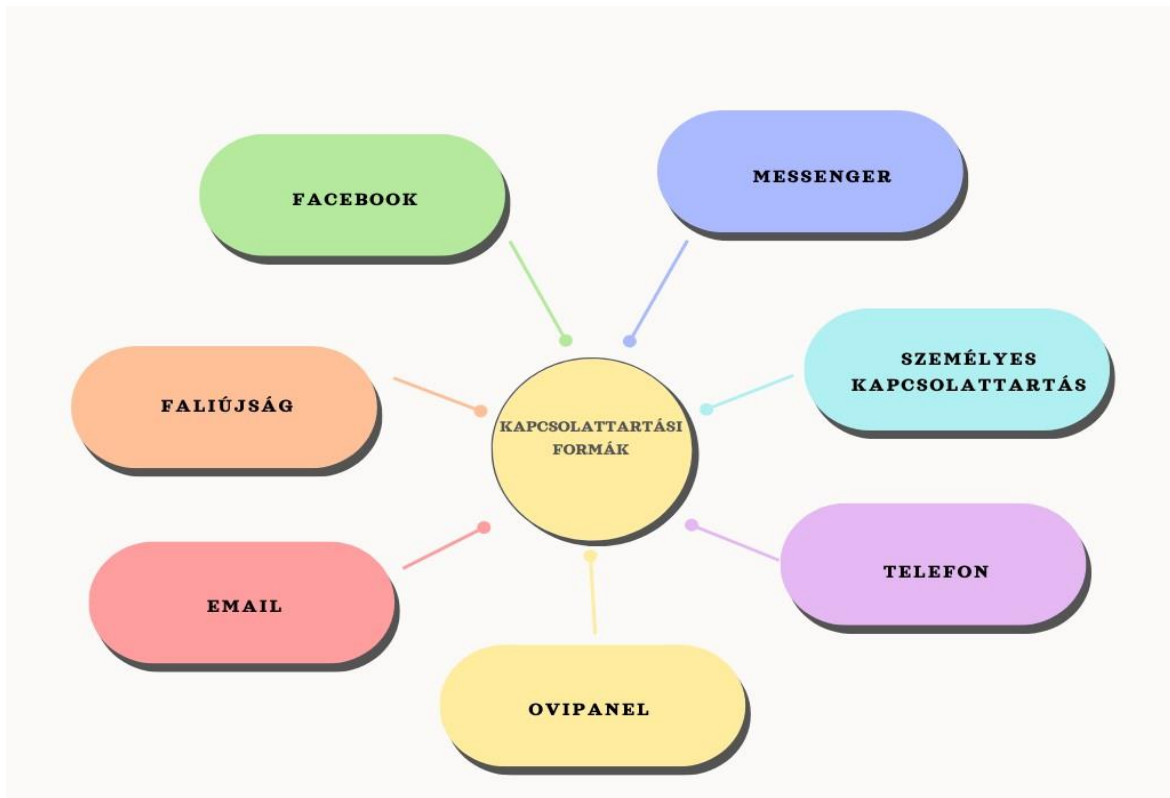 FACEBOOK
MESSENGER
SZEMÉLYES
KAPCSOLATTARTÁS
FALIÚJSÁG
KAPCSOLATTARTÁSI
FORMÁK
TELEFON
EMAIL
OVIPANEL